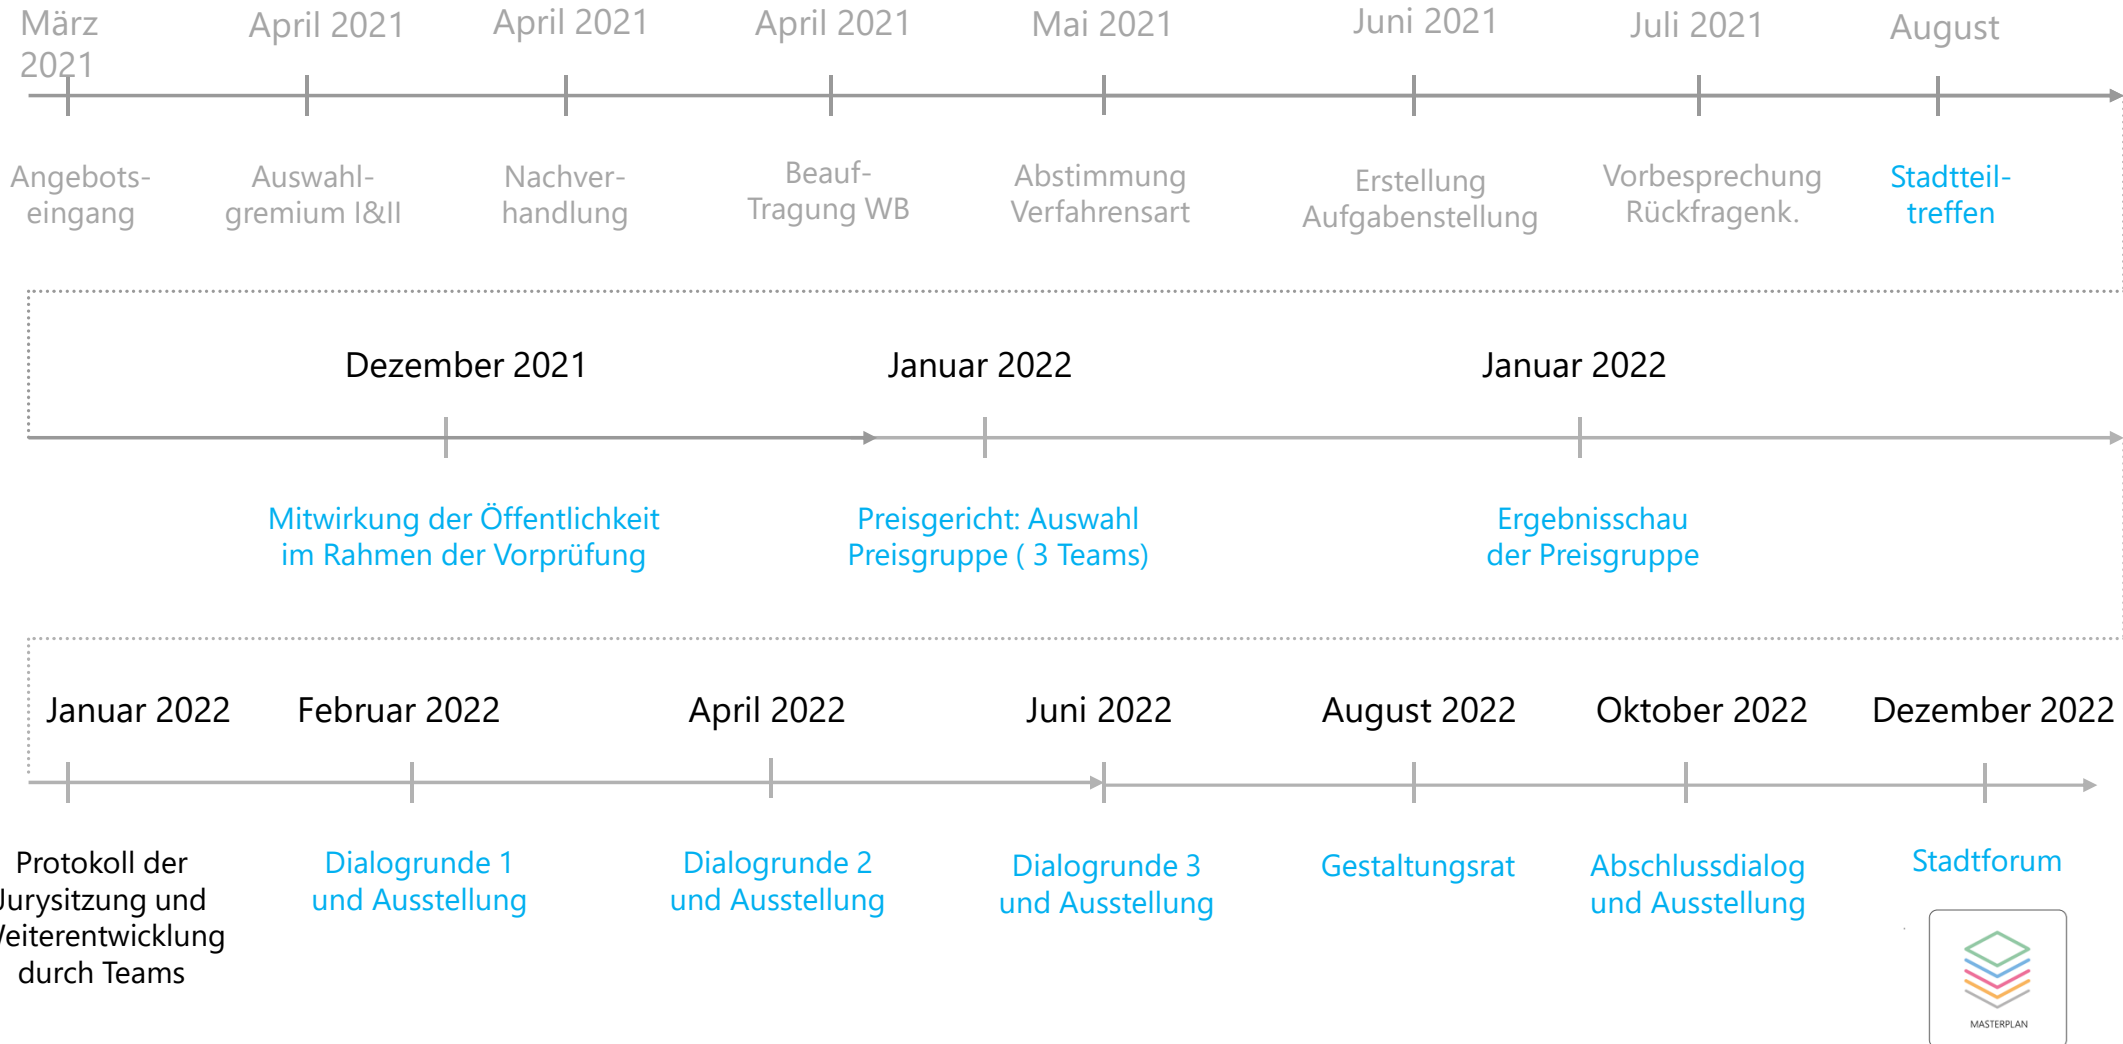 März
2021
April 2021
April 2021
April 2021
Mai 2021
Juni 2021
Juli 2021
August
Angebots-
eingang
Auswahl-
gremium I&II
Nachver-
handlung
Beauf-
Tragung WB
Abstimmung
Verfahrensart
Erstellung
Aufgabenstellung
Vorbesprechung
Rückfragenk.
Stadtteil-
treffen
Dezember 2021
Januar 2022
Januar 2022
Mitwirkung der Öffentlichkeit
im Rahmen der Vorprüfung
Preisgericht: Auswahl
Preisgruppe ( 3 Teams)
Ergebnisschau
der Preisgruppe
Januar 2022
Februar 2022
April 2022
Juni 2022
August 2022
Oktober 2022
Dezember 2022
Protokoll der
Jurysitzung und
Weiterentwicklung
durch Teams
Dialogrunde 1
und Ausstellung
Dialogrunde 2
und Ausstellung
Dialogrunde 3
und Ausstellung
Gestaltungsrat
Abschlussdialog
und Ausstellung
Stadtforum
MASTERPLAN